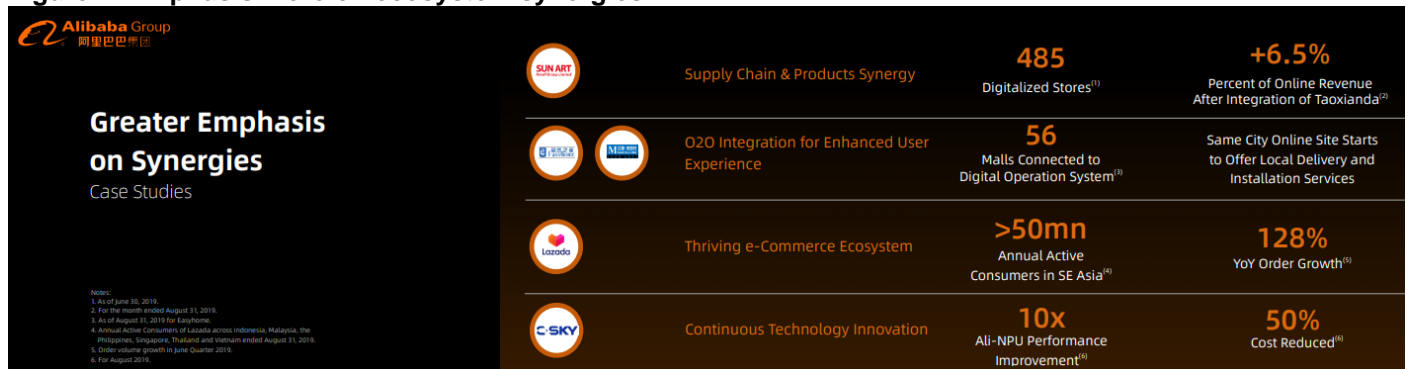 Alibaba Group
阿里巴巴集团
Greater Emphasis
on Synergies
Case Studies
Notes:
1. As of June 30, 2019.
2. For the month ended August 31, 2019.
3. As of August 31, 2019 for Easyhome.
4. Annual Active Consumers of Lazada across Indonesia, Malaysia, the
Philippines, Singapore, Thailand and Vietnam ended August 31, 2019.
5. Order volume growth in June Quarter 2019.
6. For August 2019.
SUN ART
Supply Chain & Products Synergy
485
Digitalized Stores(1)
+6.5%
Percent of Online Revenue
After Integration of Taoxianda(2)
O2O Integration for Enhanced User
Experience
56
Malls Connected to
Digital Operation System(3)
Same City Online Site Starts
to Offer Local Delivery and
Installation Services
Lazada
Thriving e-Commerce Ecosystem
>50mn
Annual Active
Consumers in SE Asia(4)
128%
YoY Order Growth(5)
C-SKY
Continuous Technology Innovation
10x
Ali-NPU Performance
Improvement(6)
50%
Cost Reduced(6)